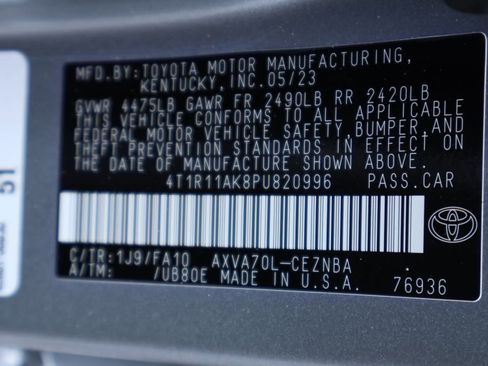 MFD.BY:TOYOTA MOTOR MANUFACTURING,
KENTUCKY,INC.05/23
GVWR 4475LB GAWR FR 2490LB RR 2420LB
THIS VEHICLE CONFORMS TO ALL APPLICABLE
FEDERAL MOTOR VEHICLE SAFETY,BUMPER,AND
THEFT PREVENTION STANDARDS IN EFFECT ON
THE DATE OF MANUFACTURE SHOWN ABOVE.
4T1R11AK8PU820996 PASS.CAR
C/TR:1J9/FA10 AXVA70L-CEZNBA
A/TM: /UB80E MADE IN U.S.A. 76936
51